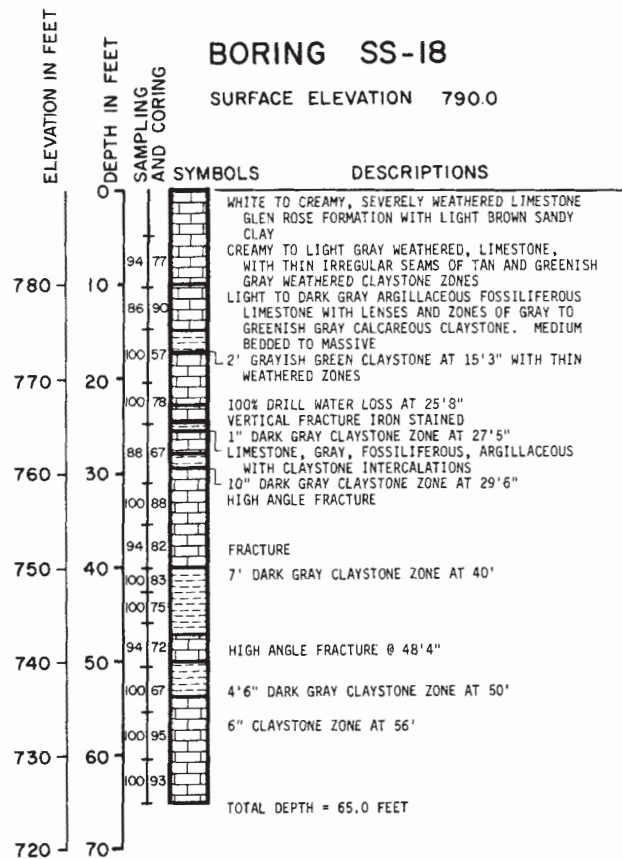 BORING SS-18
SURFACE ELEVATION 790.0
ELEVATION IN FEET
DEPTH IN FEET
SAMPLING
AND CORING
SYMBOLS DESCRIPTIONS
0
WHITE TO CREAMY, SEVERELY WEATHERED LIMESTONE
GLEN ROSE FORMATION WITH LIGHT BROWN SANDY
CLAY
CREAMY TO LIGHT GRAY WEATHERED, LIMESTONE,
94 77
WITH THIN IRREGULAR SEAMS OF TAN AND GREENISH
GRAY WEATHERED CLAYSTONE ZONES
780 10
LIGHT TO DARK GRAY ARGILLACEOUS FOSSILIFEROUS
86 90
LIMESTONE WITH LENSES AND ZONES OF GRAY TO
GREENISH GRAY CALCAREOUS CLAYSTONE. MEDIUM
BEDDED TO MASSIVE
100 57
2' GRAYISH GREEN CLAYSTONE AT 15'3" WITH THIN
WEATHERED ZONES
770 20
100 78
100% DRILL WATER LOSS AT 25'8"
VERTICAL FRACTURE IRON STAINED
1" DARK GRAY CLAYSTONE ZONE AT 27'5"
88 67
LIMESTONE, GRAY, FOSSILIFEROUS, ARGILLACEOUS
WITH CLAYSTONE INTERCALATIONS
760 30
10" DARK GRAY CLAYSTONE ZONE AT 29'6"
100 88
HIGH ANGLE FRACTURE
94 82
FRACTURE
750 40
7' DARK GRAY CLAYSTONE ZONE AT 40'
100 83
100 75
94 72
HIGH ANGLE FRACTURE @ 48'4"
740 50
100 67
4'6" DARK GRAY CLAYSTONE ZONE AT 50'
6" CLAYSTONE ZONE AT 56'
100 95
730 60
100 93
TOTAL DEPTH = 65.0 FEET
720 70